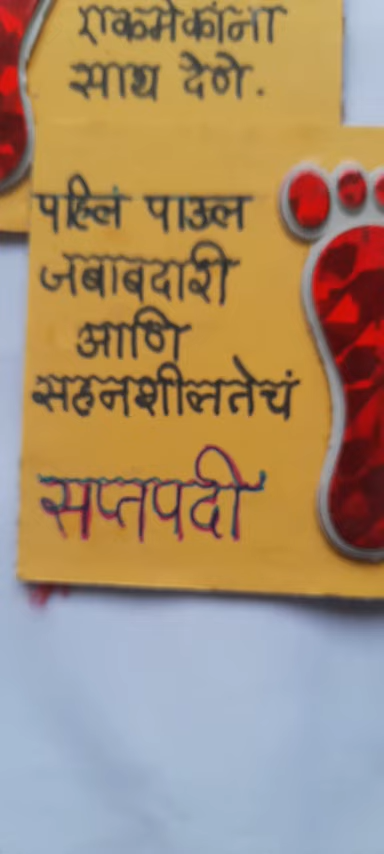 एकमेकांना
साथ देणे.
पहिलं पाऊल
जबाबदारी
आणि
सहनशीलतेचं
सप्तपदी